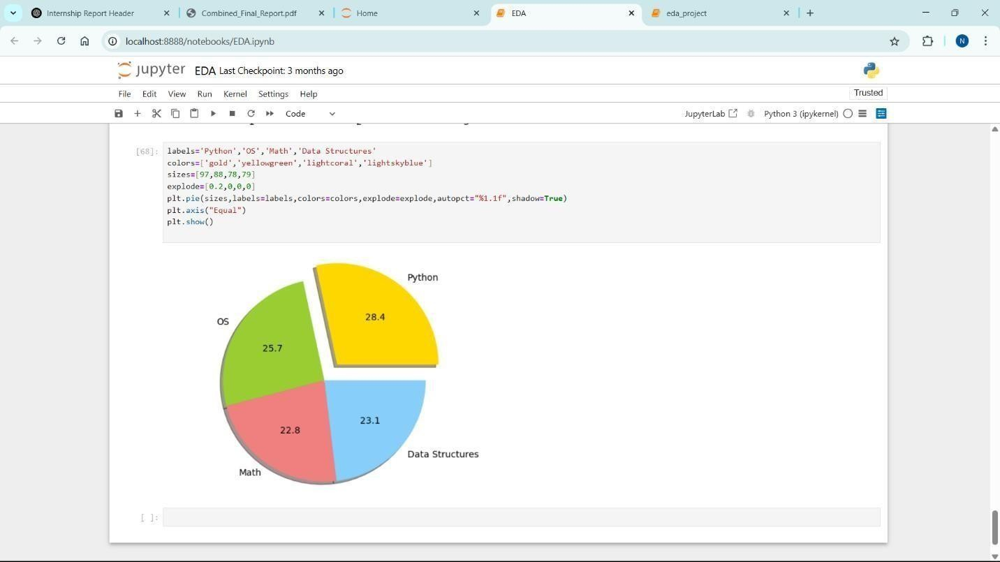 Internship Report Header
Combined_Final_Report.pdf
Home
EDA
eda_project
localhost:8888/notebooks/EDA.ipynb
N
jupyter EDA Last Checkpoint: 3 months ago
File Edit View Run Kernel Settings Help
Trusted
Code
JupyterLab
Python 3 (ipykernel)
[68]:
labels='Python','OS','Math','Data Structures'
colors=['gold','yellowgreen','lightcoral','lightskyblue']
sizes=[97,88,78,79]
explode=[0.2,0,0,0]
plt.pie(sizes,labels=labels,colors=colors,explode=explode,autopct="%1.1f",shadow=True)
plt.axis("Equal")
plt.show()
Python
28.4
OS
25.7
23.1
22.8
Data Structures
Math
[ ]: